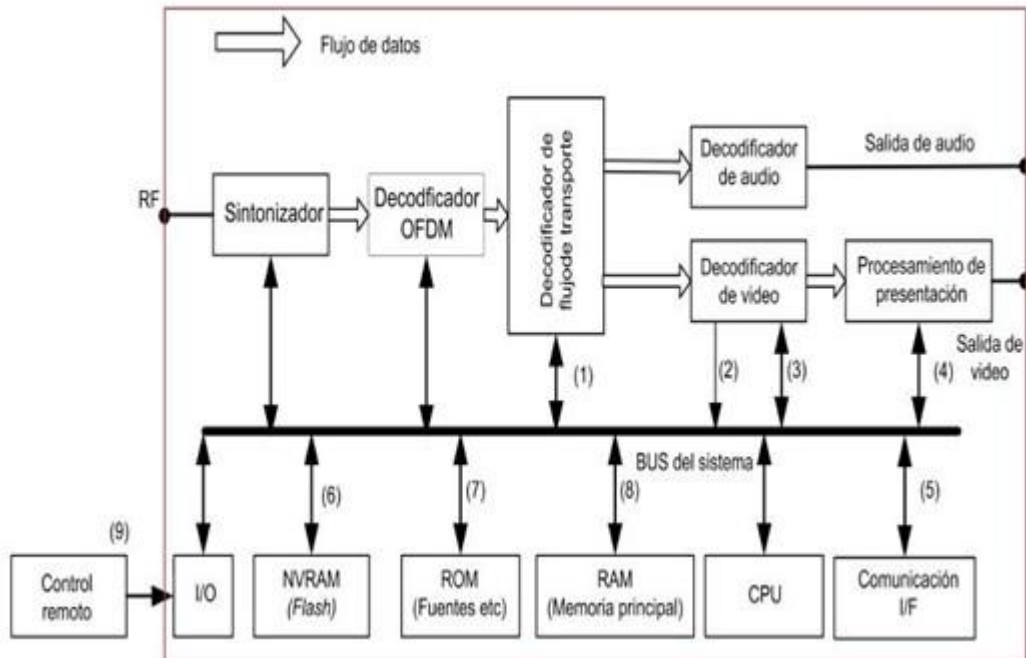 Flujo de datos
RF
Sintonizador
Decodficador
OFDM
Decodificador de
flujode transporte
Decodificador
de audio
Salida de audio
Decodificador
de video
Procesamiento de
presentación
Salida de
video
(1)
(2)
(3)
(4)
BUS del sistema
(6)
(7)
(8)
(5)
(9)
Control
remoto
I/O
NVRAM
(Flash)
ROM
(Fuentes etc)
RAM
(Memoria principal)
CPU
Comunicación
I/F